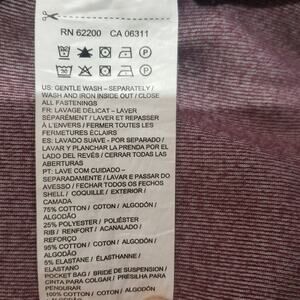 RN 62200 CA 06311
US: GENTLE WASH - SEPARATELY /
WASH AND IRON INSIDE OUT / CLOSE
ALL FASTENINGS
FR: LAVAGE DÉLICAT - LAVER
SÉPARÉMENT / LAVER ET REPASSER
À L'ENVERS / FERMER TOUTES LES
FERMETURES ÉCLAIRS
ES: LAVADO SUAVE - POR SEPARADO /
LAVAR Y PLANCHAR LA PRENDA POR EL
LADO DEL REVÉS / CERRAR TODAS LAS
ABERTURAS
PT: LAVE COM CUIDADO -
SEPARADAMENTE / LAVAR E PASSAR DO
AVESSO / FECHAR TODOS OS ZIPES
SHELL / COQUILLE / EXTERIOR /
CAMADA
75% COTTON / COTON / ALGODÓN /
ALGODÃO
25% POLYESTER / POLIÉSTER
RIB / RENFORT / ACANALADO /
REFORÇO
95% COTTON / COTON / ALGODÓN /
ALGODÃO
5% ELASTANE / ÉLASTHANNE /
ELASTANO
POCKET BAG / BRIDE DE SUSPENSION /
CINTA PARA COLGAR / PRESILHA PARA
PENDURAR
100% COTTON / COTON / ALGODÓN /
ALGODÃO